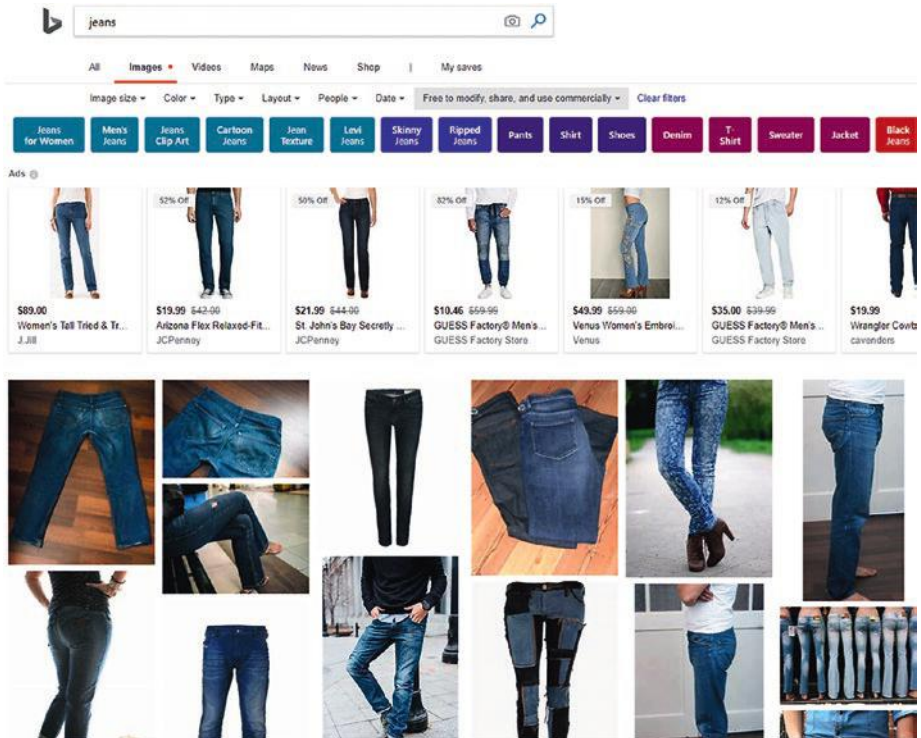 jeans
All Images Videos Maps News Shop | My saves
Image size Color Type Layout People Date Free to modify, share, and use commercially Clear filters
Jeans for Women
Men's Jeans
Jeans Clip Art
Cartoon Jeans
Jean Texture
Levi Jeans
Skinny Jeans
Ripped Jeans
Pants
Shirt
Shoes
Denim
T-Shirt
Sweater
Jacket
Black Jeans
Ads
52% Off
50% Off
82% Off
15% Off
12% Off
$89.00
Women's Tall Tried & Tr...
J.Jill
$19.99 $42.00
Arizona Flex Relaxed-Fit...
JCPenney
$21.99 $44.00
St. John's Bay Secretly ...
JCPenney
$10.46 $59.99
GUESS Factory® Men's...
GUESS Factory Store
$49.99 $59.00
Venus Women's Embroi...
Venus
$35.00 $39.99
GUESS Factory® Men's...
GUESS Factory Store
$19.99
Wrangler Cowb
cavenders